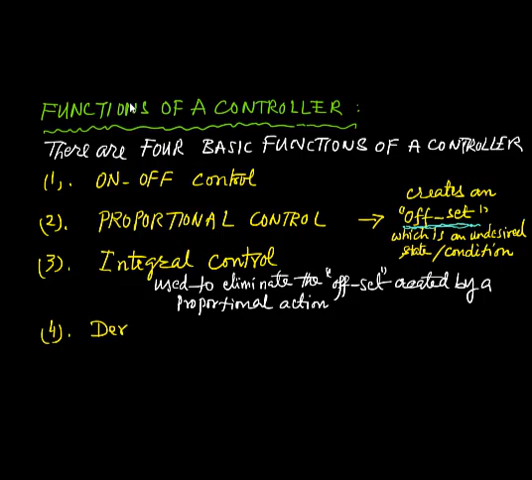 FUNCTIONS OF A CONTROLLER :
There are FOUR BASIC FUNCTIONS OF A CONTROLLER
(1). ON-OFF Control
(2). PROPORTIONAL CONTROL → creates an
"Off-set"
which is an undesired
state/condition
(3). Integral control
used to eliminate the "off-set" created by a
Proportional action
(4). Der